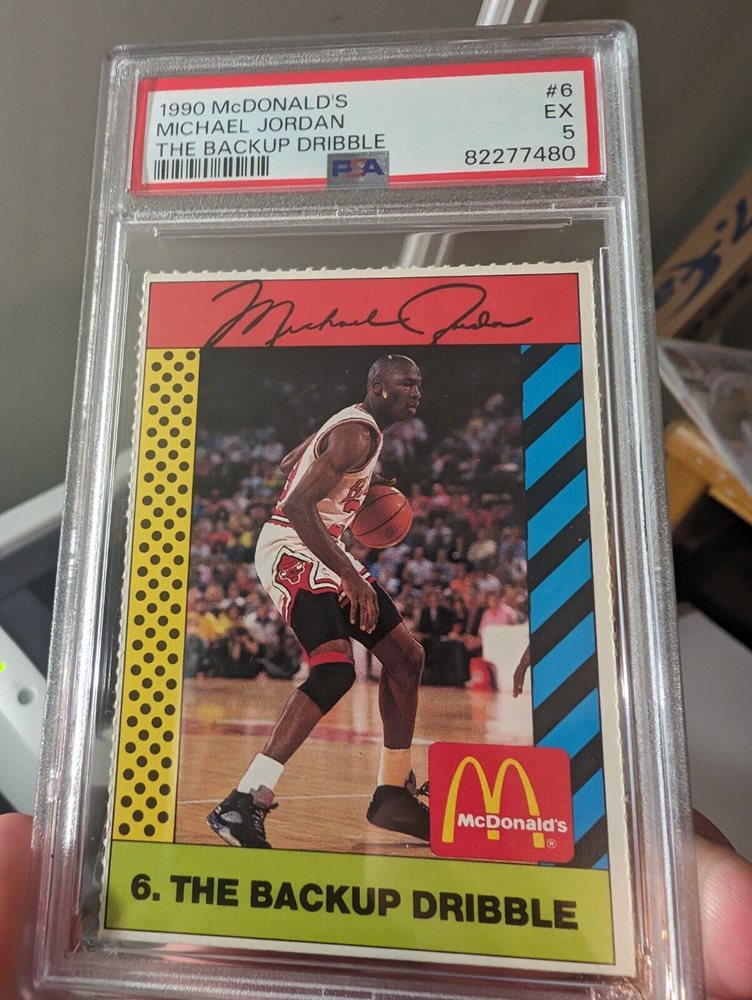 1990 McDONALD'S #6
MICHAEL JORDAN EX
THE BACKUP DRIBBLE 5
PSA 82277480
Michael Jordan
McDonald's
®
6. THE BACKUP DRIBBLE